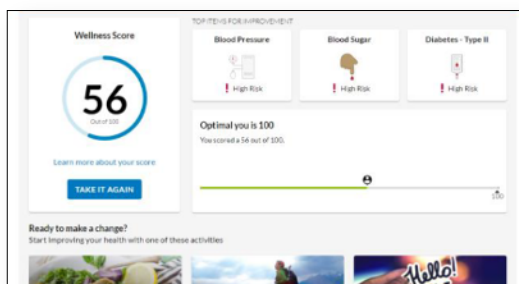 Wellness Score
56
Out of 100
Learn more about your score
TAKE IT AGAIN
TOP ITEMS FOR IMPROVEMENT
Blood Pressure
! High Risk
Blood Sugar
! High Risk
Diabetes - Type II
! High Risk
Optimal you is 100
You scored a 56 out of 100.
100
Ready to make a change?
Start improving your health with one of these activities
Hello!